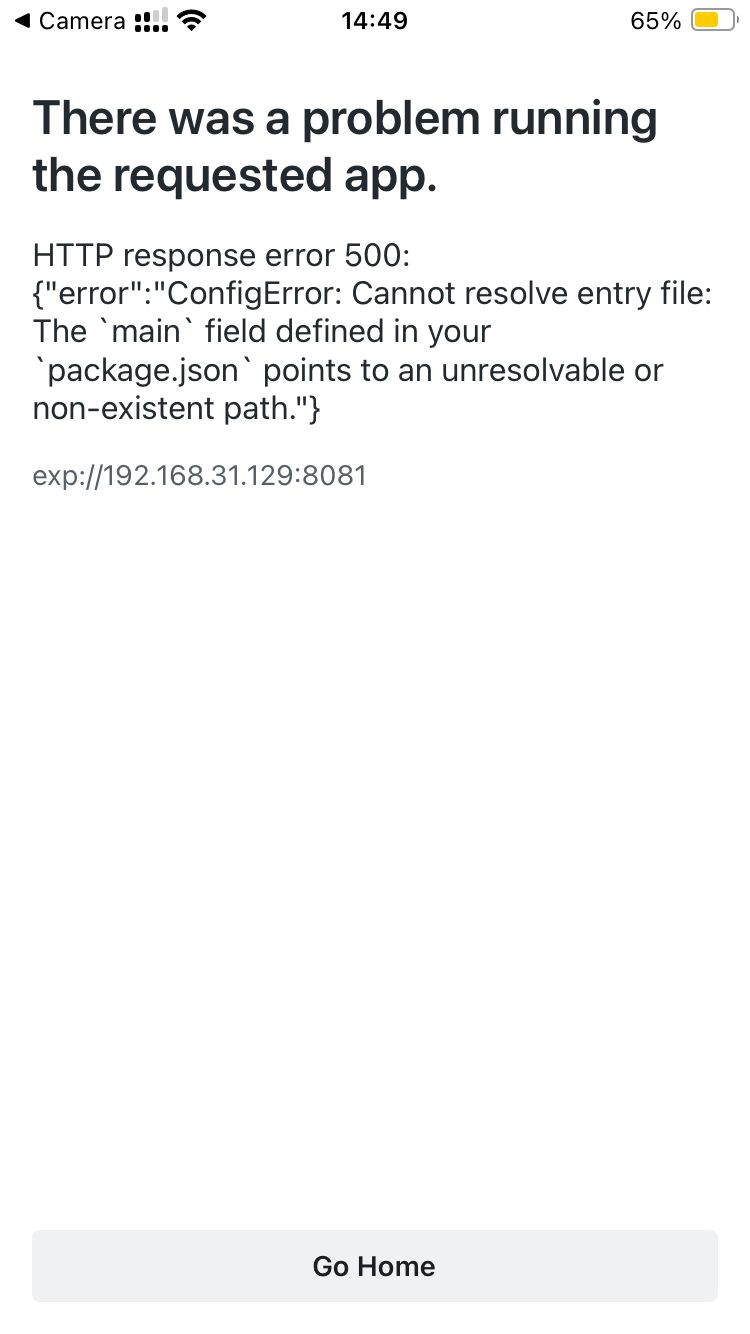 ◀ Camera 14:49 65%
There was a problem running
the requested app.
HTTP response error 500:
{"error":"ConfigError: Cannot resolve entry file:
The `main` field defined in your
`package.json` points to an unresolvable or
non-existent path."}
exp://192.168.31.129:8081
Go Home